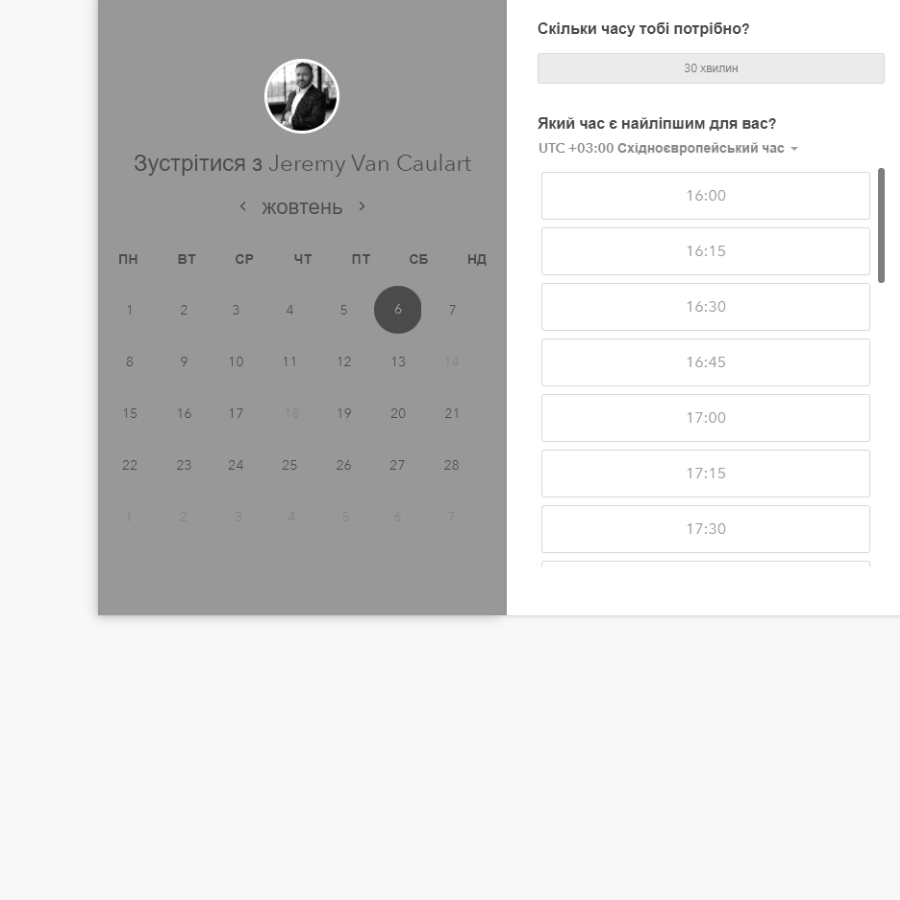 Зустрітися з Jeremy Van Caulart
жовтень
ПН ВТ СР ЧТ ПТ СБ НД
1 2 3 4 5 6 7
8 9 10 11 12 13 14
15 16 17 18 19 20 21
22 23 24 25 26 27 28
1 2 3 4 5 6 7
Скільки часу тобі потрібно?
30 хвилин
Який час є найліпшим для вас?
UTC +03:00 Східноєвропейський час
16:00
16:15
16:30
16:45
17:00
17:15
17:30